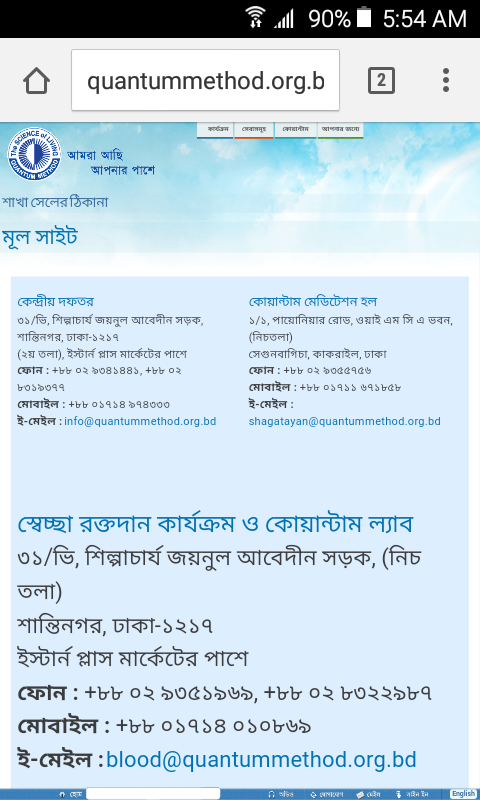 90% 5:54 AM
quantummethod.org.b
2
কার্যক্রম সেবাসমূহ কোয়ান্টাম আপনার জন্যে
The SCIENCE of LIVING
QUANTUM METHOD
আমরা আছি
আপনার পাশে
শাখা সেলের ঠিকানা
মূল সাইট
কেন্দ্রীয় দফতর
৩১/ভি, শিল্পাচার্য জয়নুল আবেদীন সড়ক,
শান্তিনগর, ঢাকা-১২১৭
(২য় তলা), ইস্টার্ন প্লাস মার্কেটের পাশে
ফোন : +৮৮ ০২ ৯৩৪১৪৪১, +৮৮ ০২
৮৩১৯৩৭৭
মোবাইল : +৮৮ ০১৭১৪ ৯৭৪৩৩৩
ই-মেইল : info@quantummethod.org.bd
কোয়ান্টাম মেডিটেশন হল
১/১, পায়োনিয়ার রোড, ওয়াই এম সি এ ভবন,
(নিচতলা)
সেগুনবাগিচা, কাকরাইল, ঢাকা
ফোন : +৮৮ ০২ ৯৩৫৫৭৫৬
মোবাইল : +৮৮ ০১৭১১ ৬৭১৮৫৮
ই-মেইল :
shagatayan@quantummethod.org.bd
স্বেচ্ছা রক্তদান কার্যক্রম ও কোয়ান্টাম ল্যাব
৩১/ভি, শিল্পাচার্য জয়নুল আবেদীন সড়ক, (নিচ
তলা)
শান্তিনগর, ঢাকা-১২১৭
ইস্টার্ন প্লাস মার্কেটের পাশে
ফোন : +৮৮ ০২ ৯৩৫১৯৬৯, +৮৮ ০২ ৮৩২২৯৮৭
মোবাইল : +৮৮ ০১৭১৪ ০১০৮৬৯
ই-মেইল :blood@quantummethod.org.bd
হোম অডিও যোগাযোগ মেইল সাইন ইন English